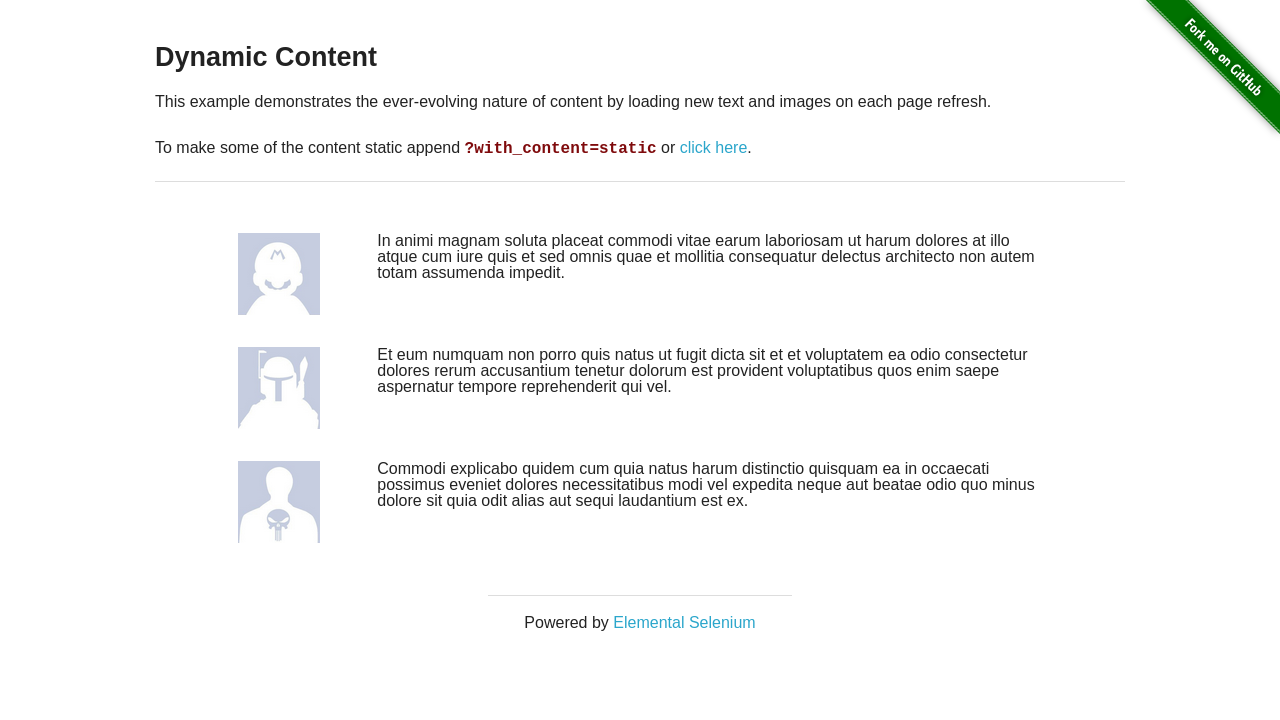 Fork me on GitHub
Dynamic Content
This example demonstrates the ever-evolving nature of content by loading new text and images on each page refresh.
To make some of the content static append ?with_content=static or click here.
In animi magnam soluta placeat commodi vitae earum laboriosam ut harum dolores at illo
atque cum iure quis et sed omnis quae et mollitia consequatur delectus architecto non autem
totam assumenda impedit.
Et eum numquam non porro quis natus ut fugit dicta sit et et voluptatem ea odio consectetur
dolores rerum accusantium tenetur dolorum est provident voluptatibus quos enim saepe
aspernatur tempore reprehenderit qui vel.
Commodi explicabo quidem cum quia natus harum distinctio quisquam ea in occaecati
possimus eveniet dolores necessitatibus modi vel expedita neque aut beatae odio quo minus
dolore sit quia odit alias aut sequi laudantium est ex.
Powered by Elemental Selenium